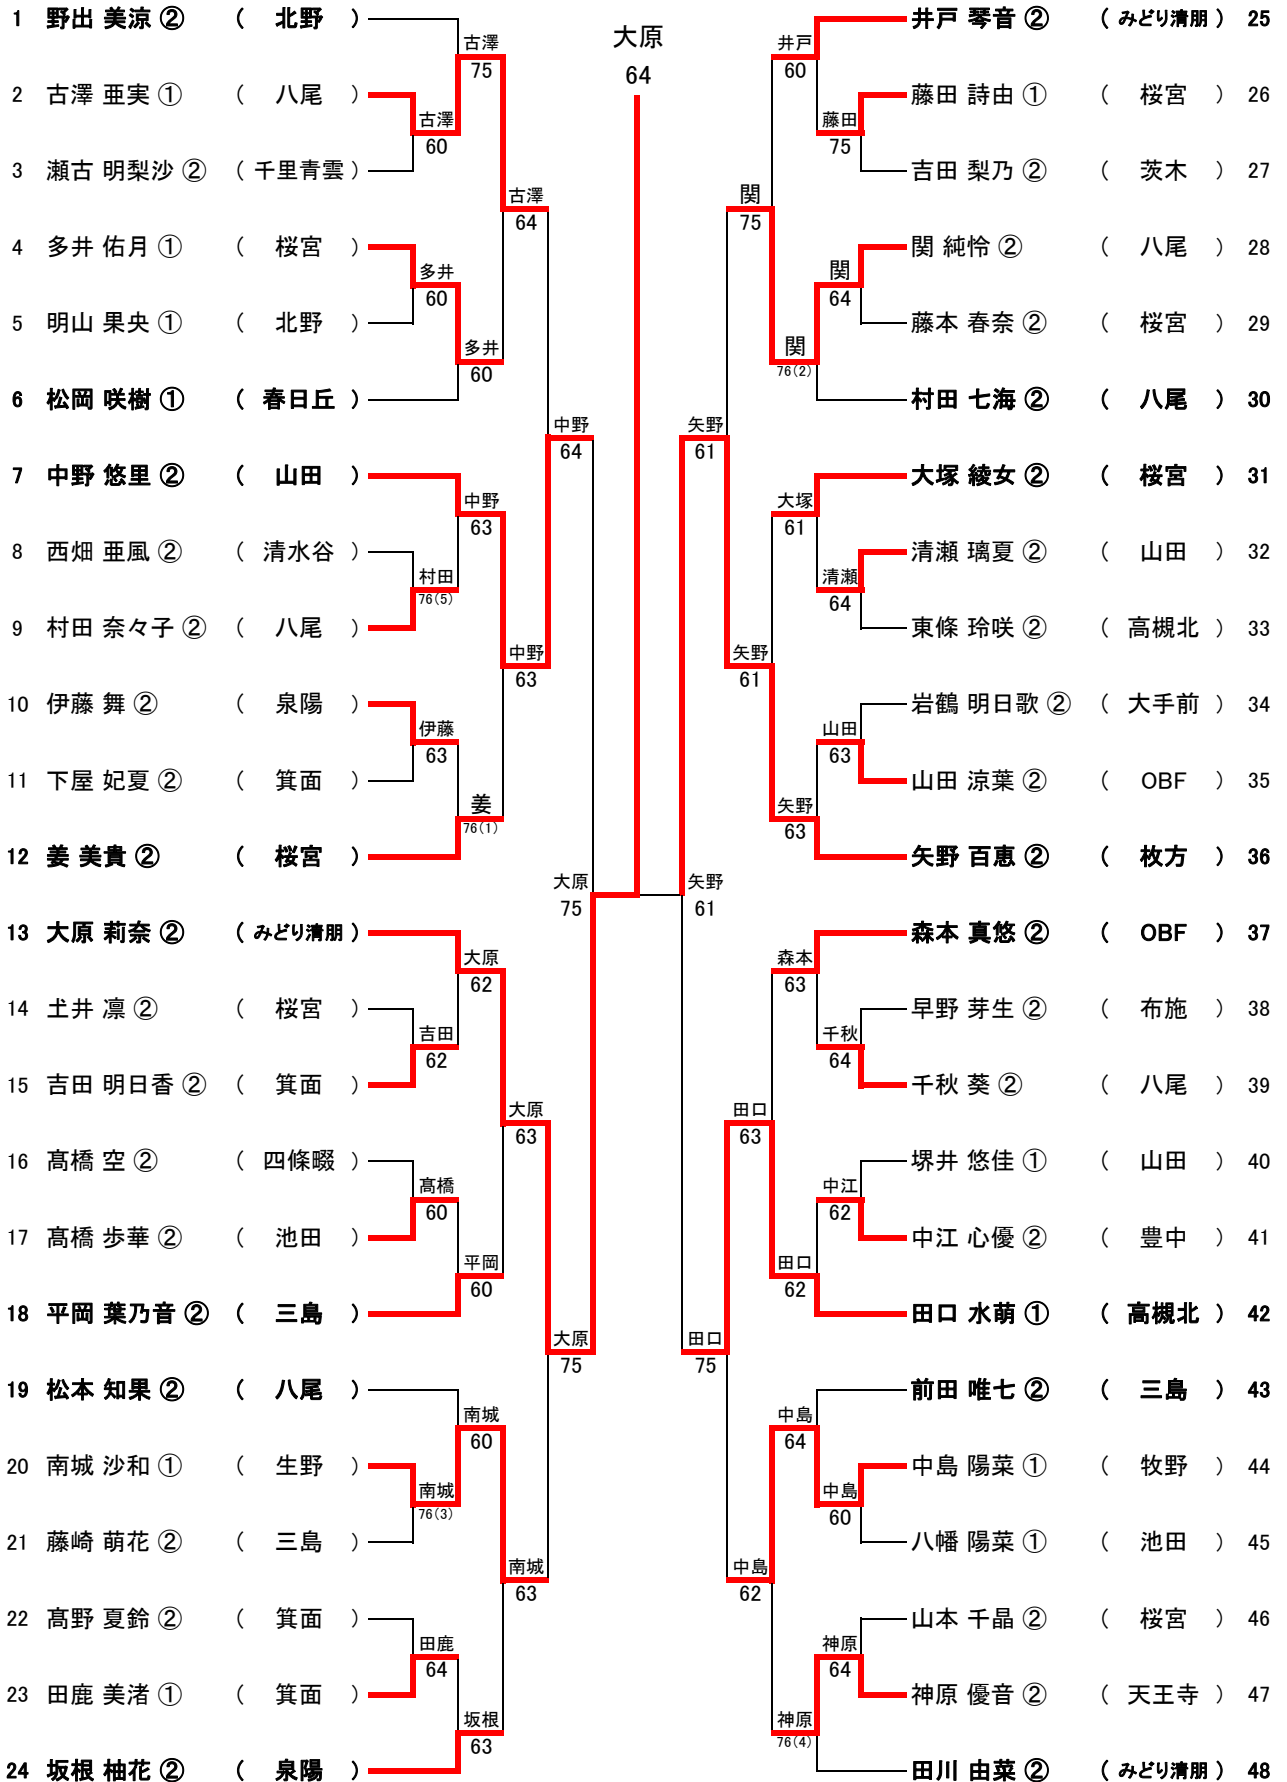 1 野出 美涼 ② ( 北野 )
2 古澤 亜実 ① ( 八尾 )
3 瀬古 明梨沙 ② ( 千里青雲 )
4 多井 佑月 ① ( 桜宮 )
5 明山 果央 ① ( 北野 )
6 松岡 咲樹 ① ( 春日丘 )
7 中野 悠里 ② ( 山田 )
8 西畑 亜風 ② ( 清水谷 )
9 村田 奈々子 ② ( 八尾 )
10 伊藤 舞 ② ( 泉陽 )
11 下屋 妃夏 ② ( 箕面 )
12 姜 美貴 ② ( 桜宮 )
13 大原 莉奈 ② ( みどり清朋 )
14 𡈽井 凛 ② ( 桜宮 )
15 吉田 明日香 ② ( 箕面 )
16 髙橋 空 ② ( 四條畷 )
17 髙橋 歩華 ② ( 池田 )
18 平岡 葉乃音 ② ( 三島 )
19 松本 知果 ② ( 八尾 )
20 南城 沙和 ① ( 生野 )
21 藤崎 萌花 ② ( 三島 )
22 髙野 夏鈴 ② ( 箕面 )
23 田鹿 美渚 ① ( 箕面 )
24 坂根 柚花 ② ( 泉陽 )
古澤
75
古澤
60
古澤
64
多井
60
多井
60
中野
64
中野
63
村田
76(5)
中野
63
伊藤
63
姜
76(1)
大原
75
大原
62
吉田
62
大原
63
髙橋
60
平岡
60
大原
75
南城
60
南城
76(3)
南城
63
田鹿
64
坂根
63
大原
64
井戸
60
藤田
75
関
75
関
64
関
76(2)
矢野
61
大塚
61
清瀬
64
矢野
61
山田
63
矢野
63
矢野
61
森本
63
千秋
64
田口
63
中江
62
田口
62
田口
75
中島
64
中島
60
中島
62
神原
64
神原
76(4)
井戸 琴音 ② ( みどり清朋 ) 25
藤田 詩由 ① ( 桜宮 ) 26
吉田 梨乃 ② ( 茨木 ) 27
関 純怜 ② ( 八尾 ) 28
藤本 春奈 ② ( 桜宮 ) 29
村田 七海 ② ( 八尾 ) 30
大塚 綾女 ② ( 桜宮 ) 31
清瀬 璃夏 ② ( 山田 ) 32
東條 玲咲 ② ( 高槻北 ) 33
岩鶴 明日歌 ② ( 大手前 ) 34
山田 涼葉 ② ( OBF ) 35
矢野 百恵 ② ( 枚方 ) 36
森本 真悠 ② ( OBF ) 37
早野 芽生 ② ( 布施 ) 38
千秋 葵 ② ( 八尾 ) 39
堺井 悠佳 ① ( 山田 ) 40
中江 心優 ② ( 豊中 ) 41
田口 水萌 ① ( 高槻北 ) 42
前田 唯七 ② ( 三島 ) 43
中島 陽菜 ① ( 牧野 ) 44
八幡 陽菜 ① ( 池田 ) 45
山本 千晶 ② ( 桜宮 ) 46
神原 優音 ② ( 天王寺 ) 47
田川 由菜 ② ( みどり清朋 ) 48